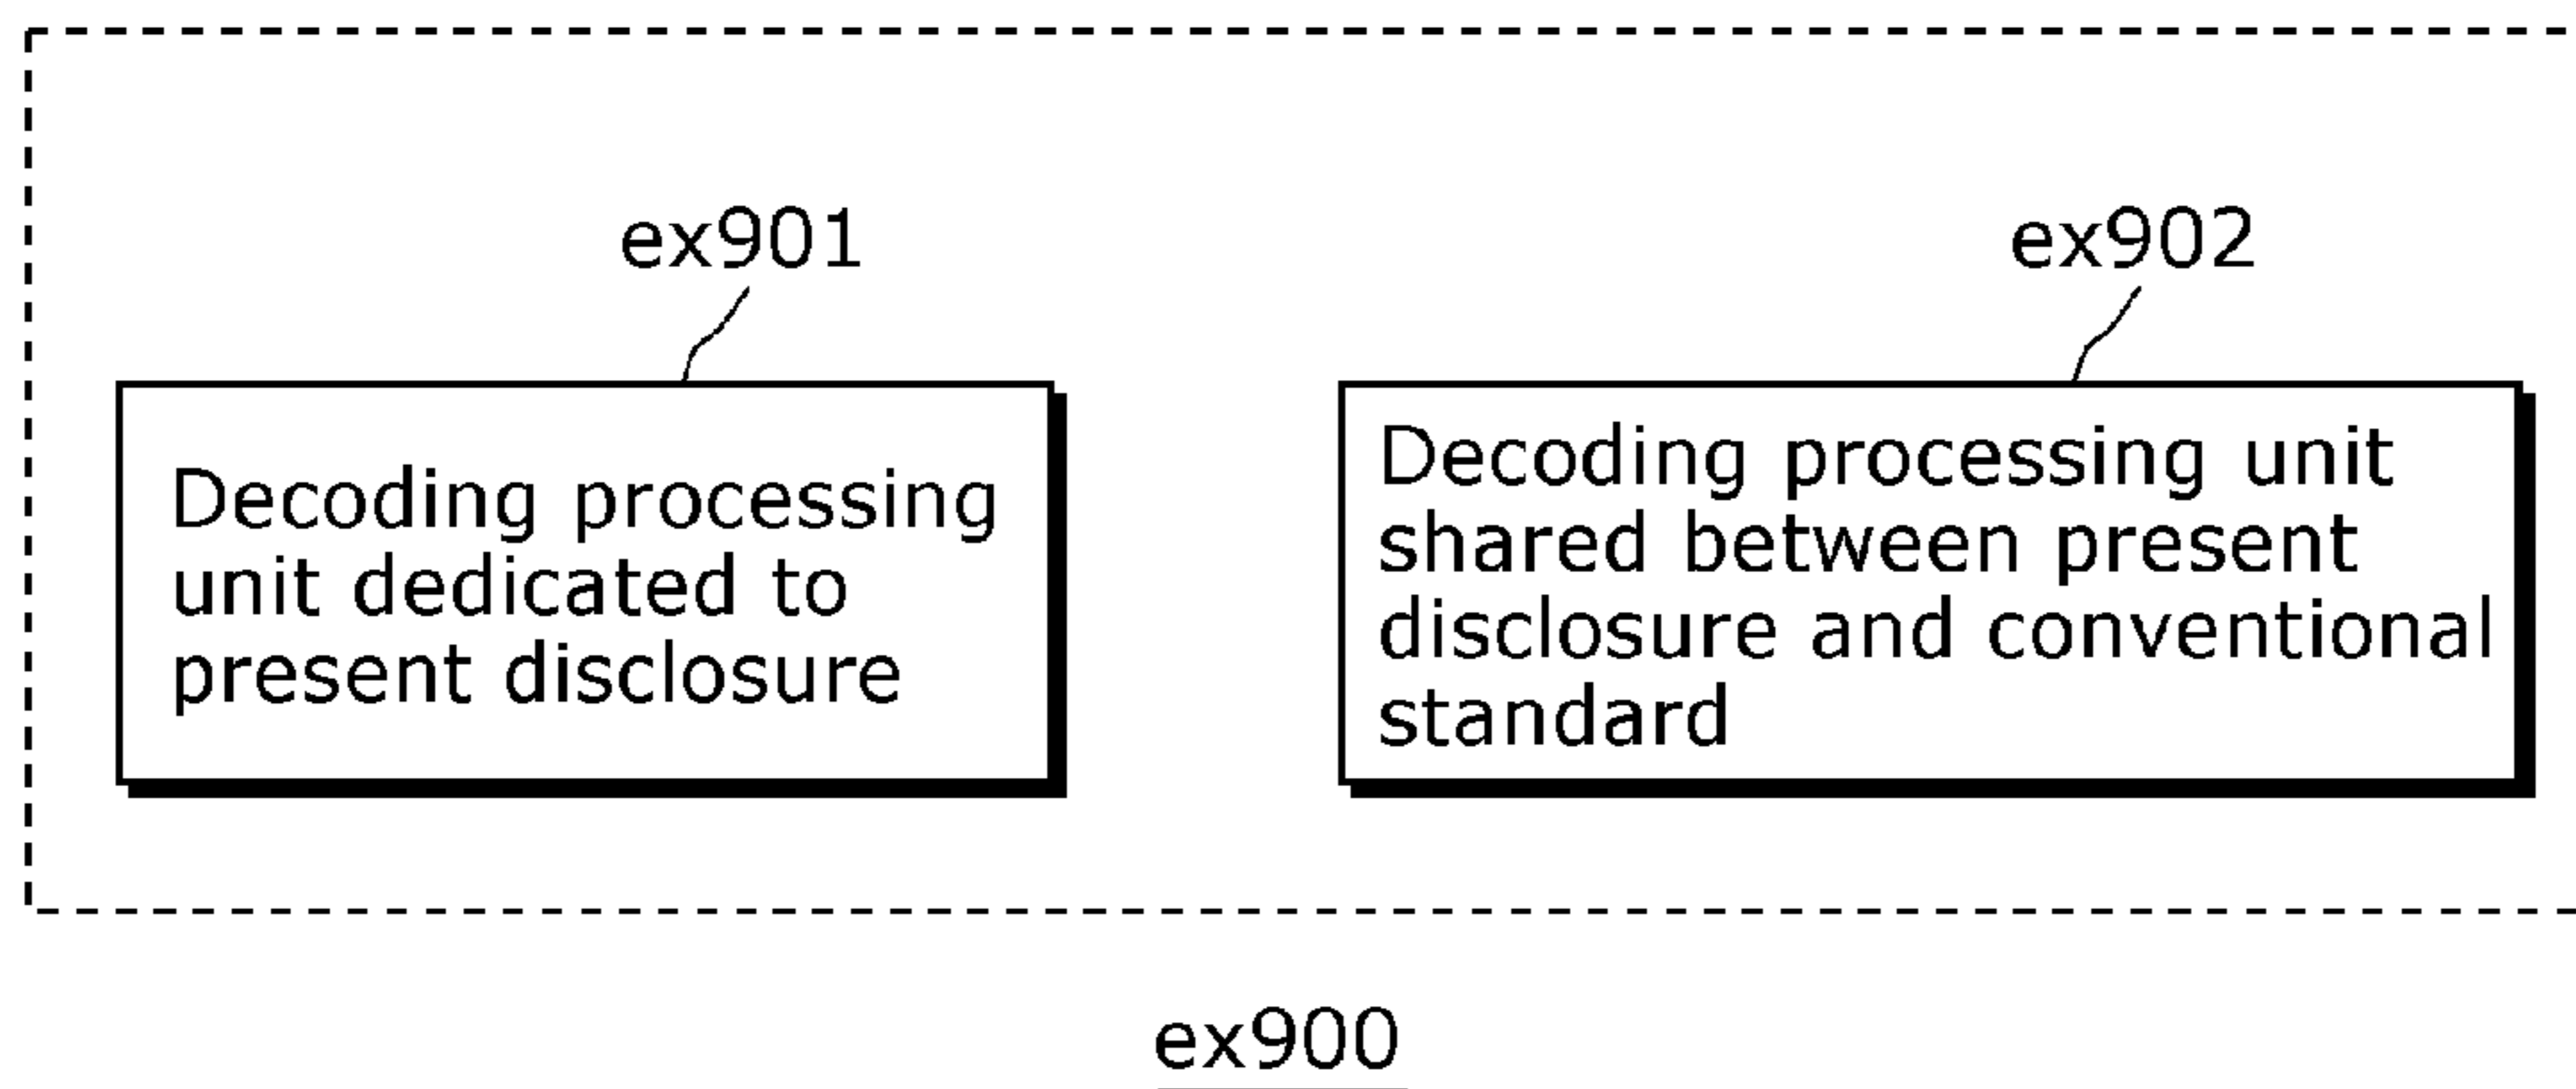 ex901
ex902
Decoding processing
unit dedicated to
present disclosure
Decoding processing unit
shared between present
disclosure and conventional
standard
ex900